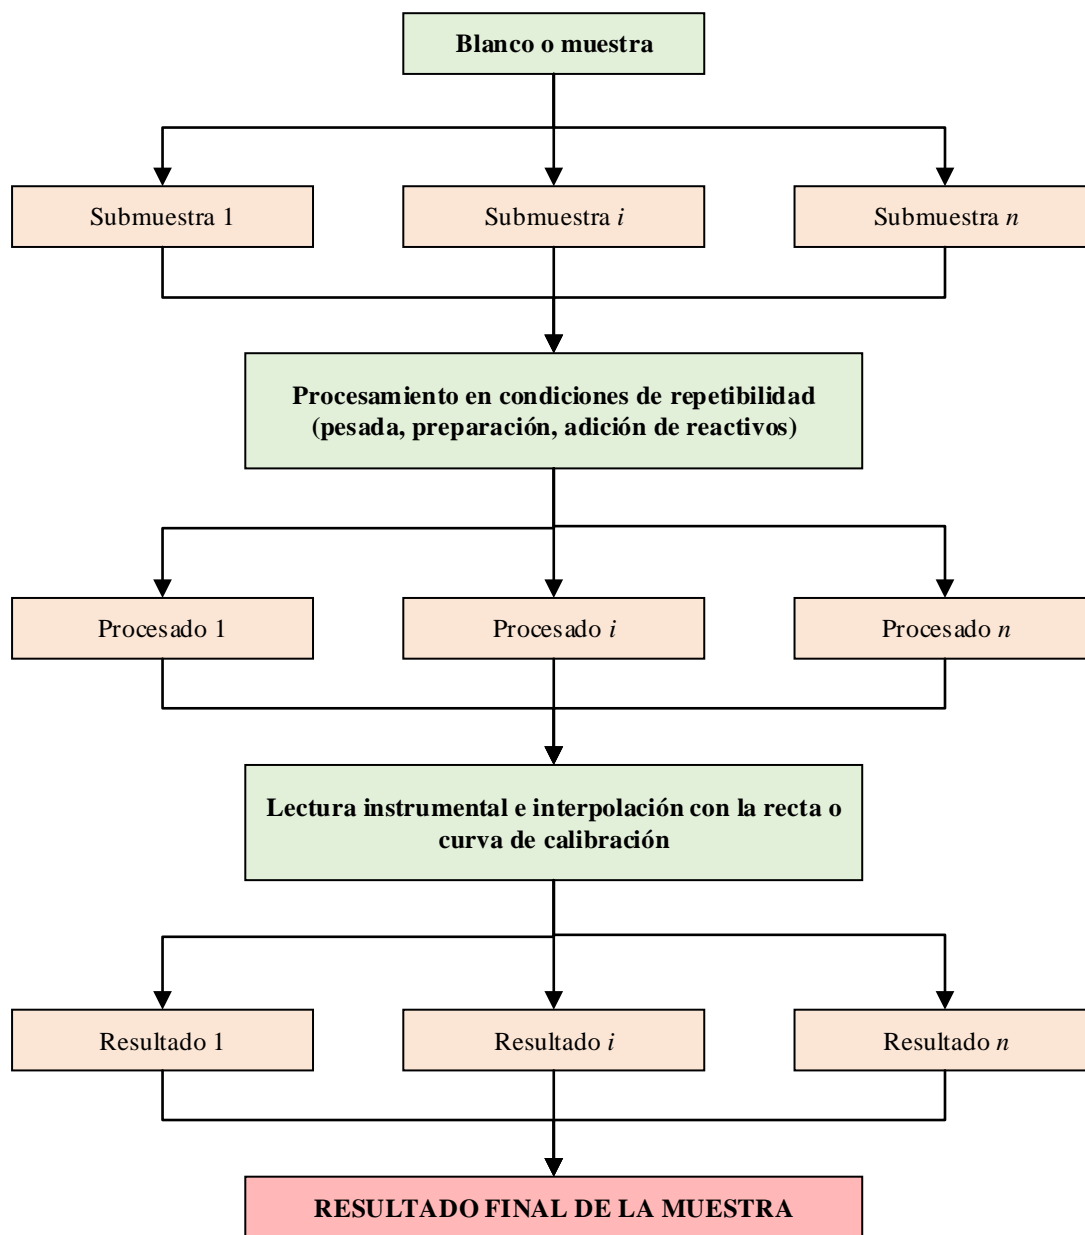 Blanco o muestra
Submuestra 1
Submuestra i
Submuestra n
Procesamiento en condiciones de repetibilidad
(pesada, preparación, adición de reactivos)
Procesado 1
Procesado i
Procesado n
Lectura instrumental e interpolación con la recta o
curva de calibración
Resultado 1
Resultado i
Resultado n
RESULTADO FINAL DE LA MUESTRA